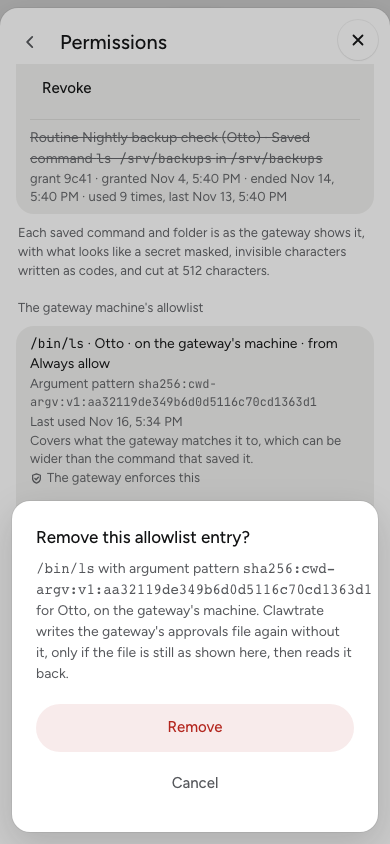 Permissions
Revoke
Routine Nightly backup check (Otto) · Saved
command ls /srv/backups in /srv/backups
grant 9c41 · granted Nov 4, 5:40 PM · ended Nov 14,
5:40 PM · used 9 times, last Nov 13, 5:40 PM
Each saved command and folder is as the gateway shows it,
with what looks like a secret masked, invisible characters
written as codes, and cut at 512 characters.
The gateway machine's allowlist
/bin/ls · Otto · on the gateway's machine · from
Always allow
Argument pattern sha256:cwd-
argv:v1:aa32119de349b6d0d5116c70cd1363d1
Last used Nov 16, 5:34 PM
Covers what the gateway matches it to, which can be
wider than the command that saved it.
The gateway enforces this
Remove this allowlist entry?
/bin/ls with argument pattern sha256:cwd-
argv:v1:aa32119de349b6d0d5116c70cd1363d1
for Otto, on the gateway's machine. Clawtrate
writes the gateway's approvals file again without
it, only if the file is still as shown here, then reads it
back.
Remove
Cancel